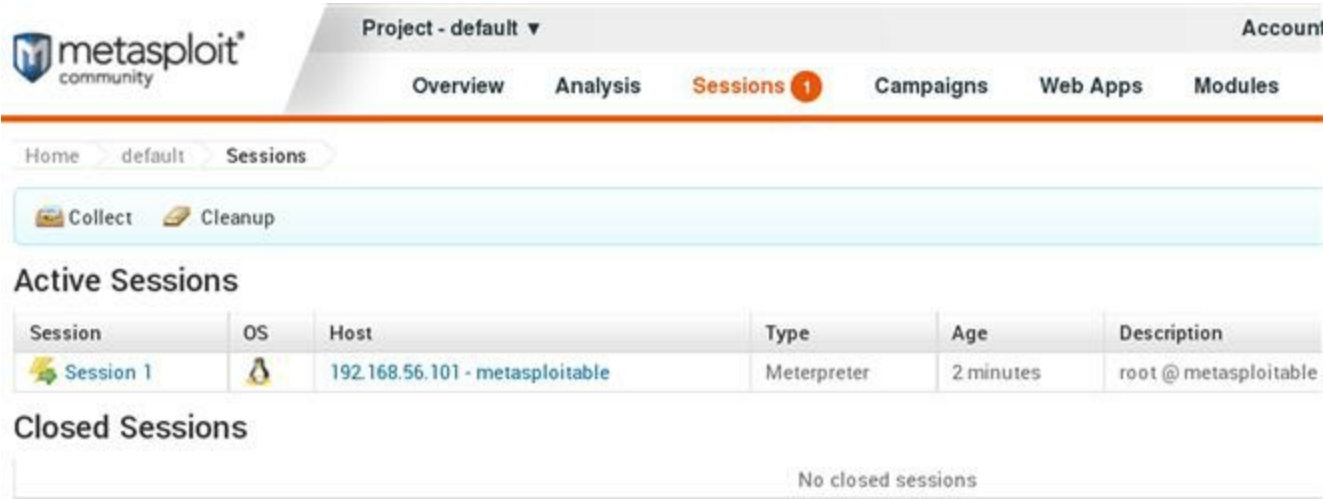 Project - default ▼ Account
metasploit®
community
Overview Analysis Sessions 1 Campaigns Web Apps Modules
Home default Sessions
Collect Cleanup
Active Sessions
Session OS Host Type Age Description
Session 1 192.168.56.101 - metasploitable Meterpreter 2 minutes root @ metasploitable
Closed Sessions
No closed sessions